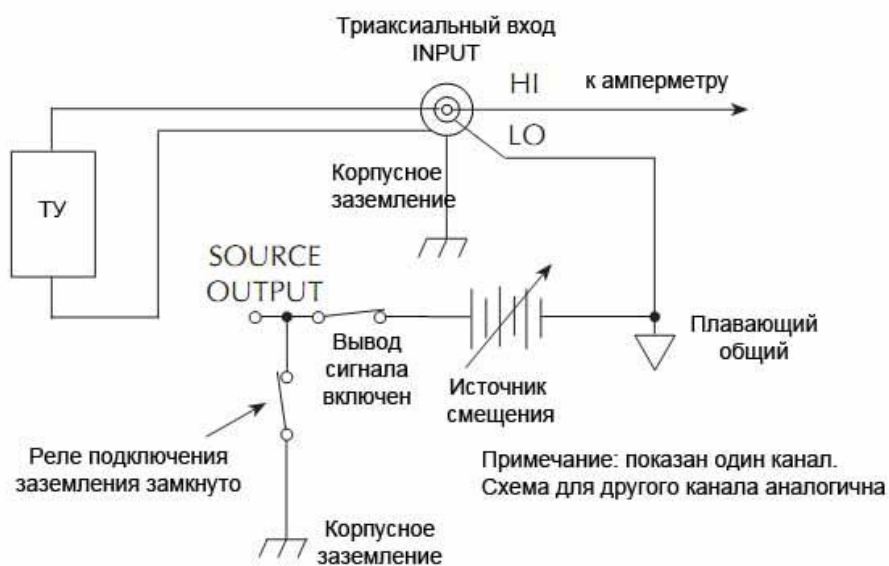 Триаксиальный вход
INPUT
HI
к амперметру
LO
Корпусное
заземление
ТУ
SOURCE
OUTPUT
Вывод
сигнала
включен
Источник
смещения
Плавающий
общий
Реле подключения
заземления замкнуто
Примечание: показан один канал.
Схема для другого канала аналогична
Корпусное
заземление